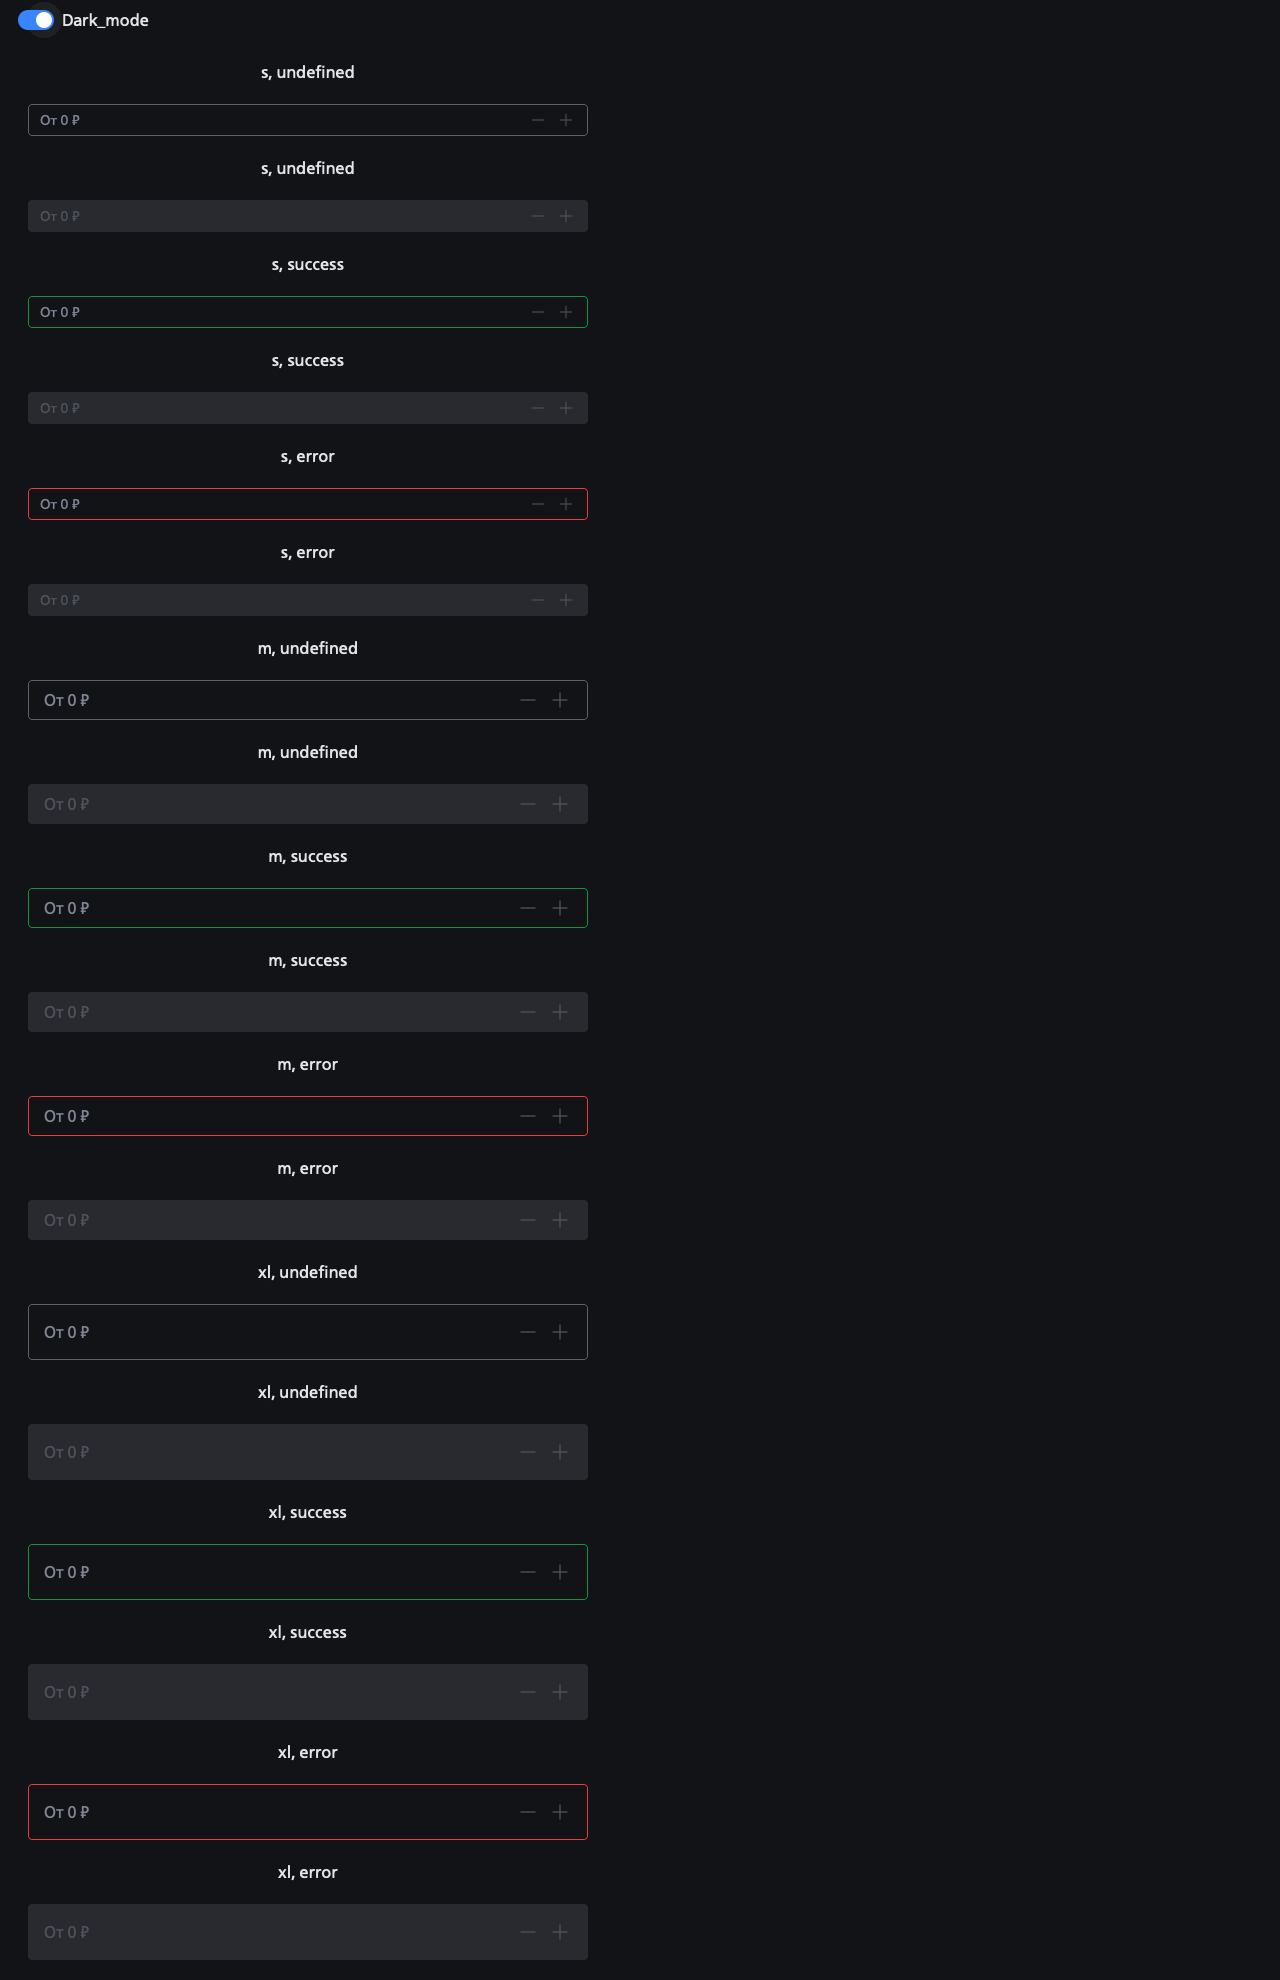 Dark_mode
s, undefined
От 0 ₽
s, undefined
От 0 ₽
s, success
От 0 ₽
s, success
От 0 ₽
s, error
От 0 ₽
s, error
От 0 ₽
m, undefined
От 0 ₽
m, undefined
От 0 ₽
m, success
От 0 ₽
m, success
От 0 ₽
m, error
От 0 ₽
m, error
От 0 ₽
xl, undefined
От 0 ₽
xl, undefined
От 0 ₽
xl, success
От 0 ₽
xl, success
От 0 ₽
xl, error
От 0 ₽
xl, error
От 0 ₽